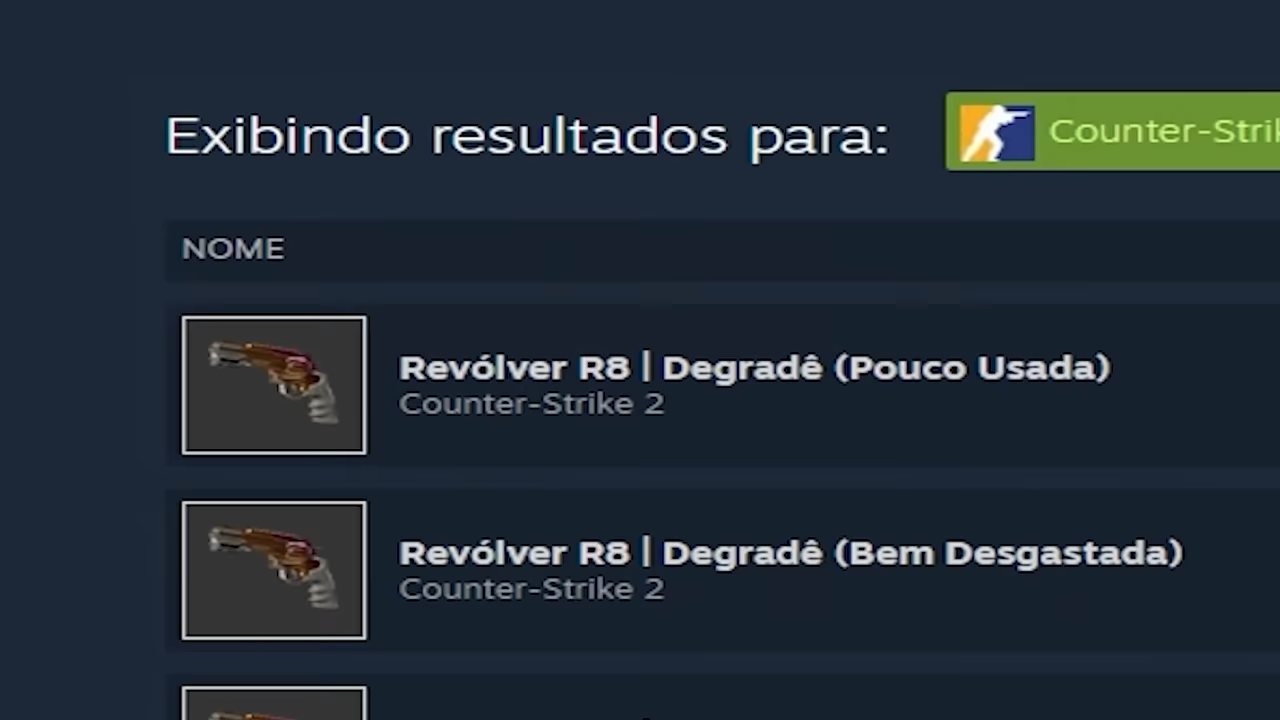 Exibindo resultados para:
Counter-Strik
NOME
Revólver R8 | Degradê (Pouco Usada)
Counter-Strike 2
Revólver R8 | Degradê (Bem Desgastada)
Counter-Strike 2